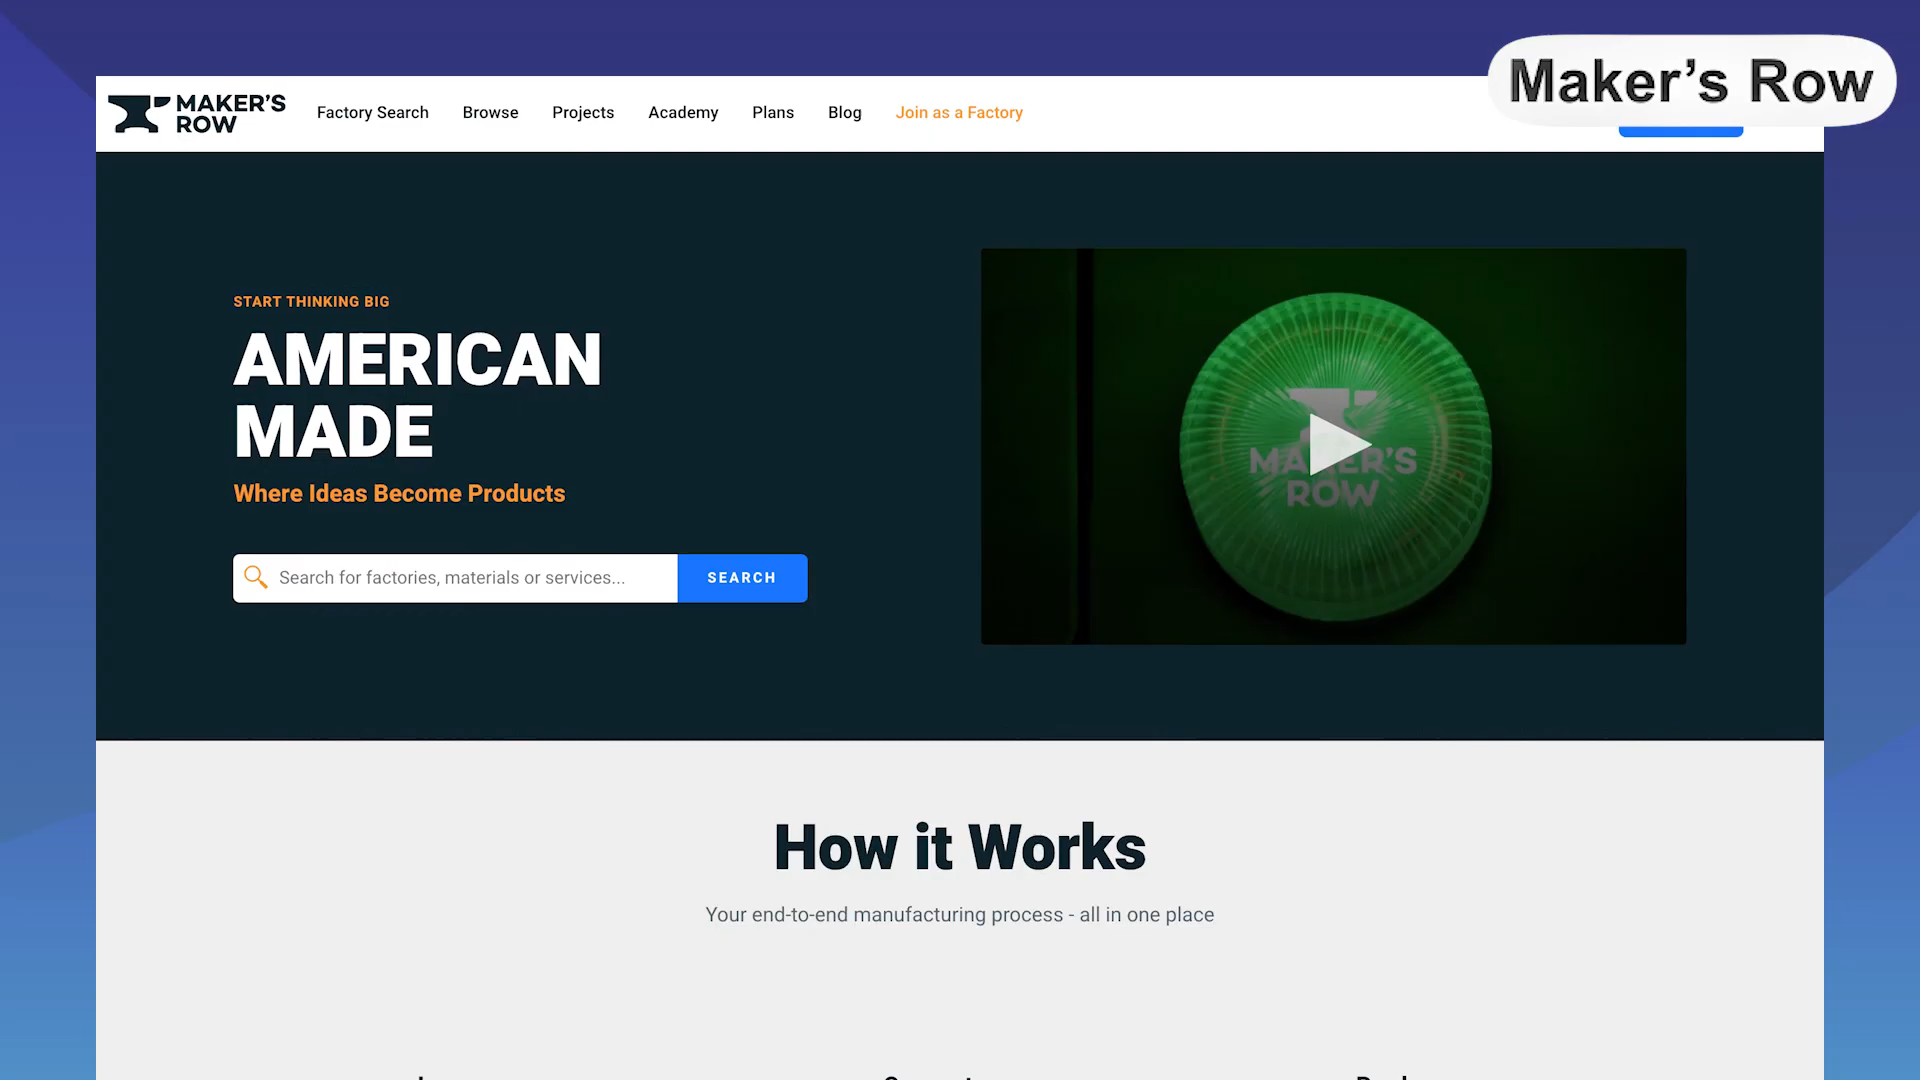 Maker's Row
MAKER'S
ROW
Factory Search
Browse
Projects
Academy
Plans
Blog
Join as a Factory
START THINKING BIG
AMERICAN
MADE
Where Ideas Become Products
Search for factories, materials or services...
SEARCH
MAKER'S
ROW
How it Works
Your end-to-end manufacturing process - all in one place